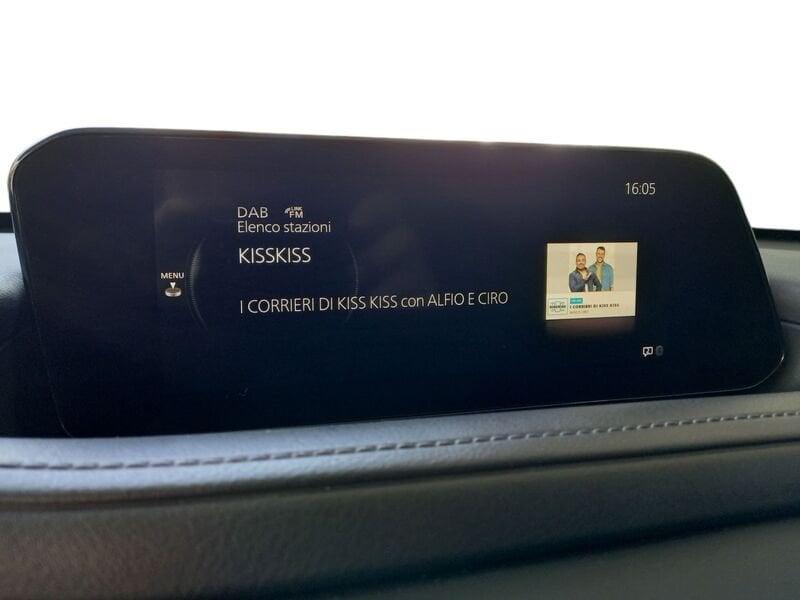 16:05
DAB LINK FM
Elenco stazioni
KISSKISS
MENU
I CORRIERI DI KISS KISS con ALFIO E CIRO
I CORRIERI DI KISS KISS